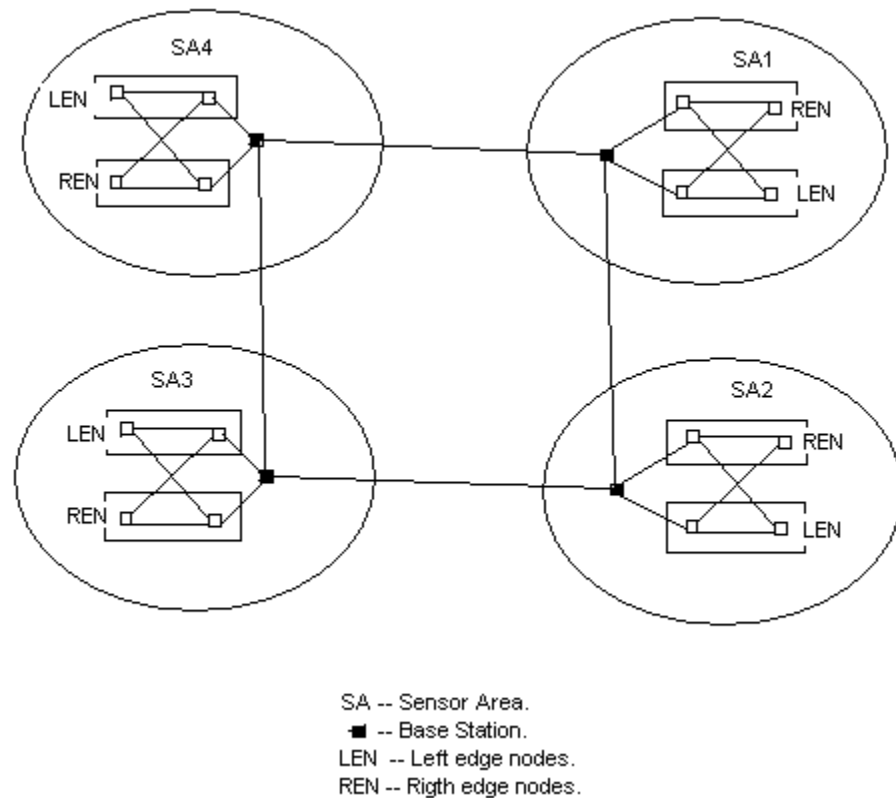 SA4
SA1
LEN
REN
REN
LEN
SA3
SA2
LEN
REN
REN
LEN
SA -- Sensor Area.
-- Base Station.
LEN -- Left edge nodes.
REN -- Rigth edge nodes.